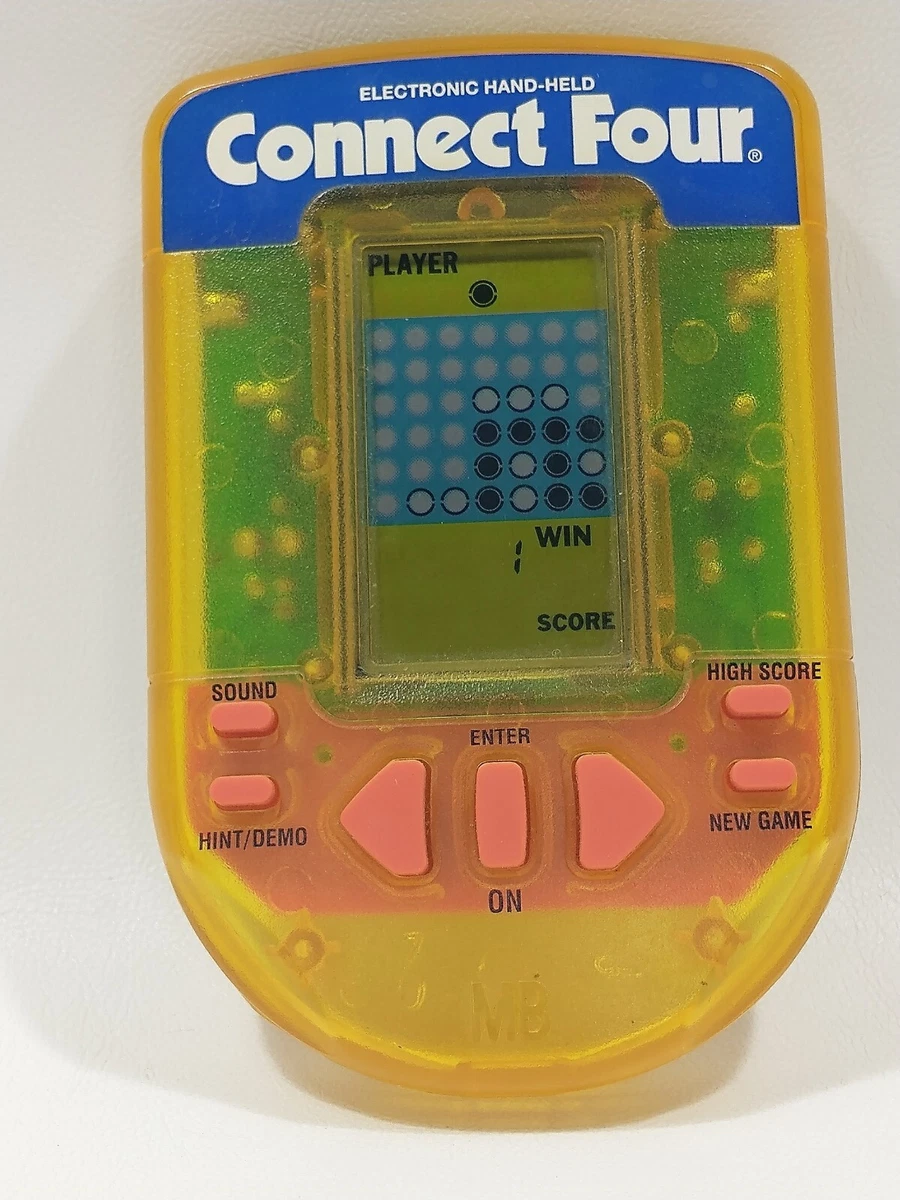 ELECTRONIC HAND-HELD
Connect Four®
PLAYER
WIN
1
SCORE
SOUND
HIGH SCORE
ENTER
HINT/DEMO
NEW GAME
ON
MB